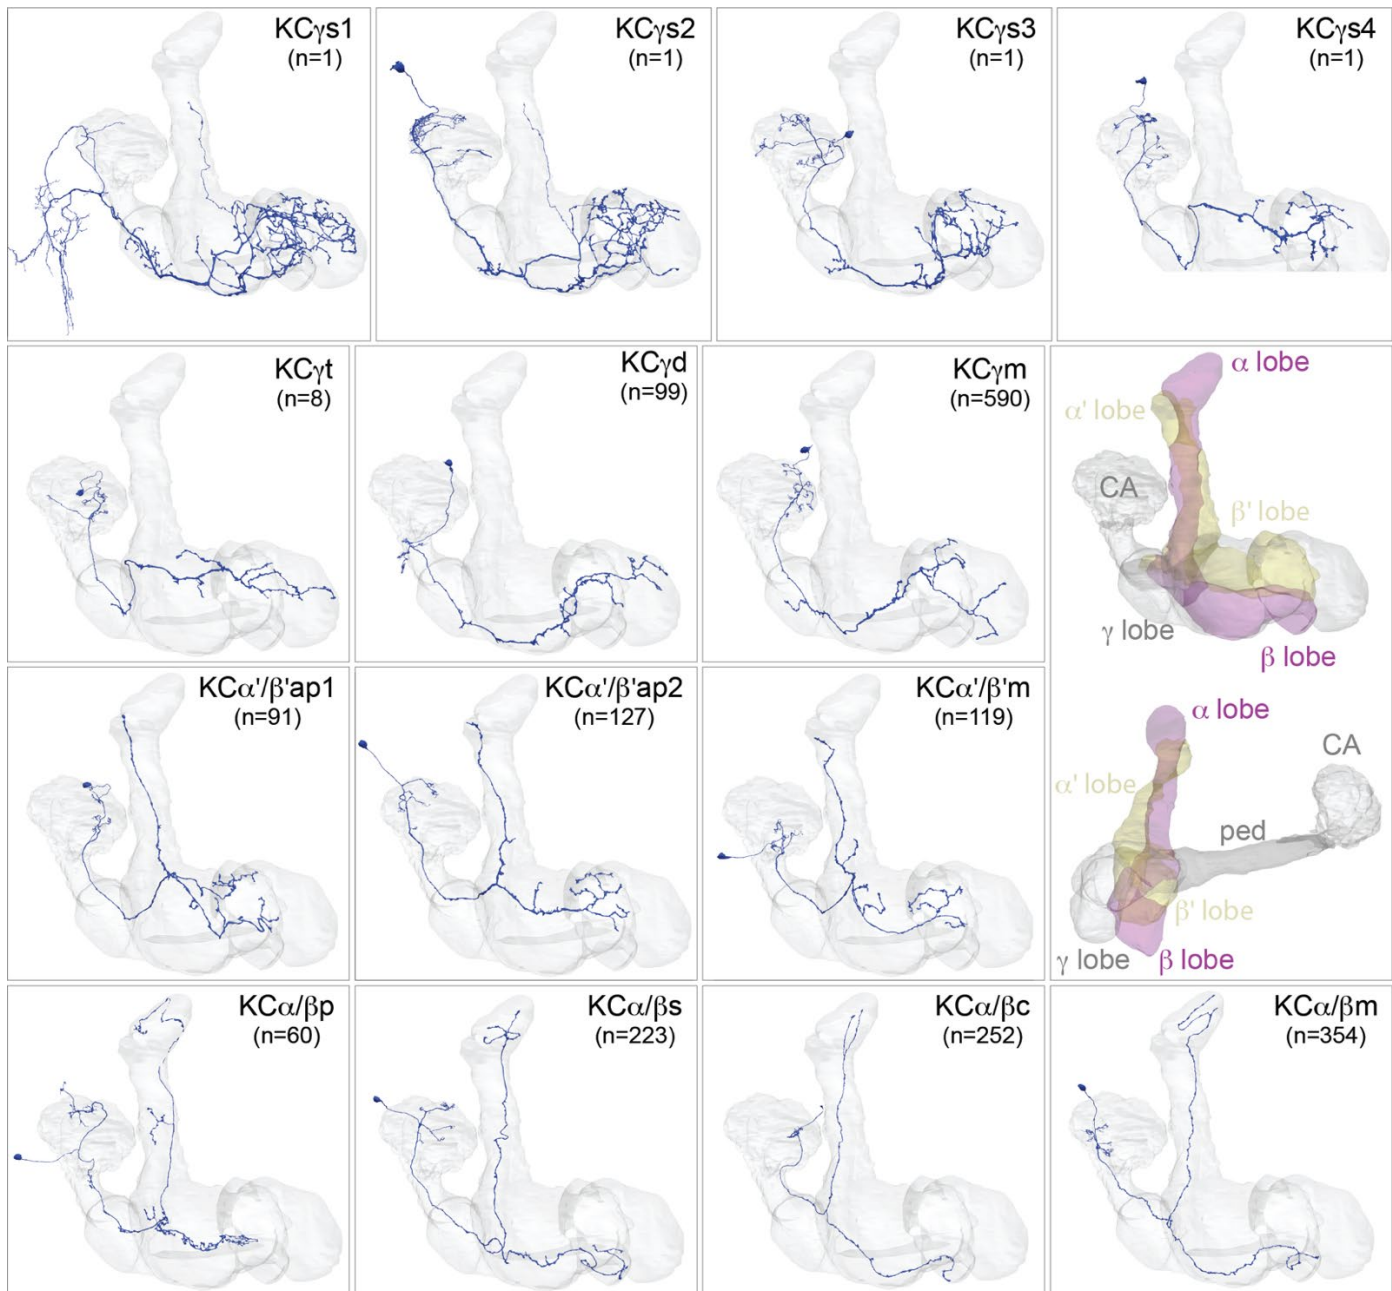 KCγs1
(n=1)
KCγs2
(n=1)
KCγs3
(n=1)
KCγs4
(n=1)
KCγt
(n=8)
KCγd
(n=99)
KCγm
(n=590)
α lobe
α' lobe
CA
β' lobe
γ lobe
β lobe
KCα'/β'ap1
(n=91)
KCα'/β'ap2
(n=127)
KCα'/β'm
(n=119)
α lobe
CA
α' lobe
ped
β' lobe
γ lobe
β lobe
KCα/βp
(n=60)
KCα/βs
(n=223)
KCα/βc
(n=252)
KCα/βm
(n=354)